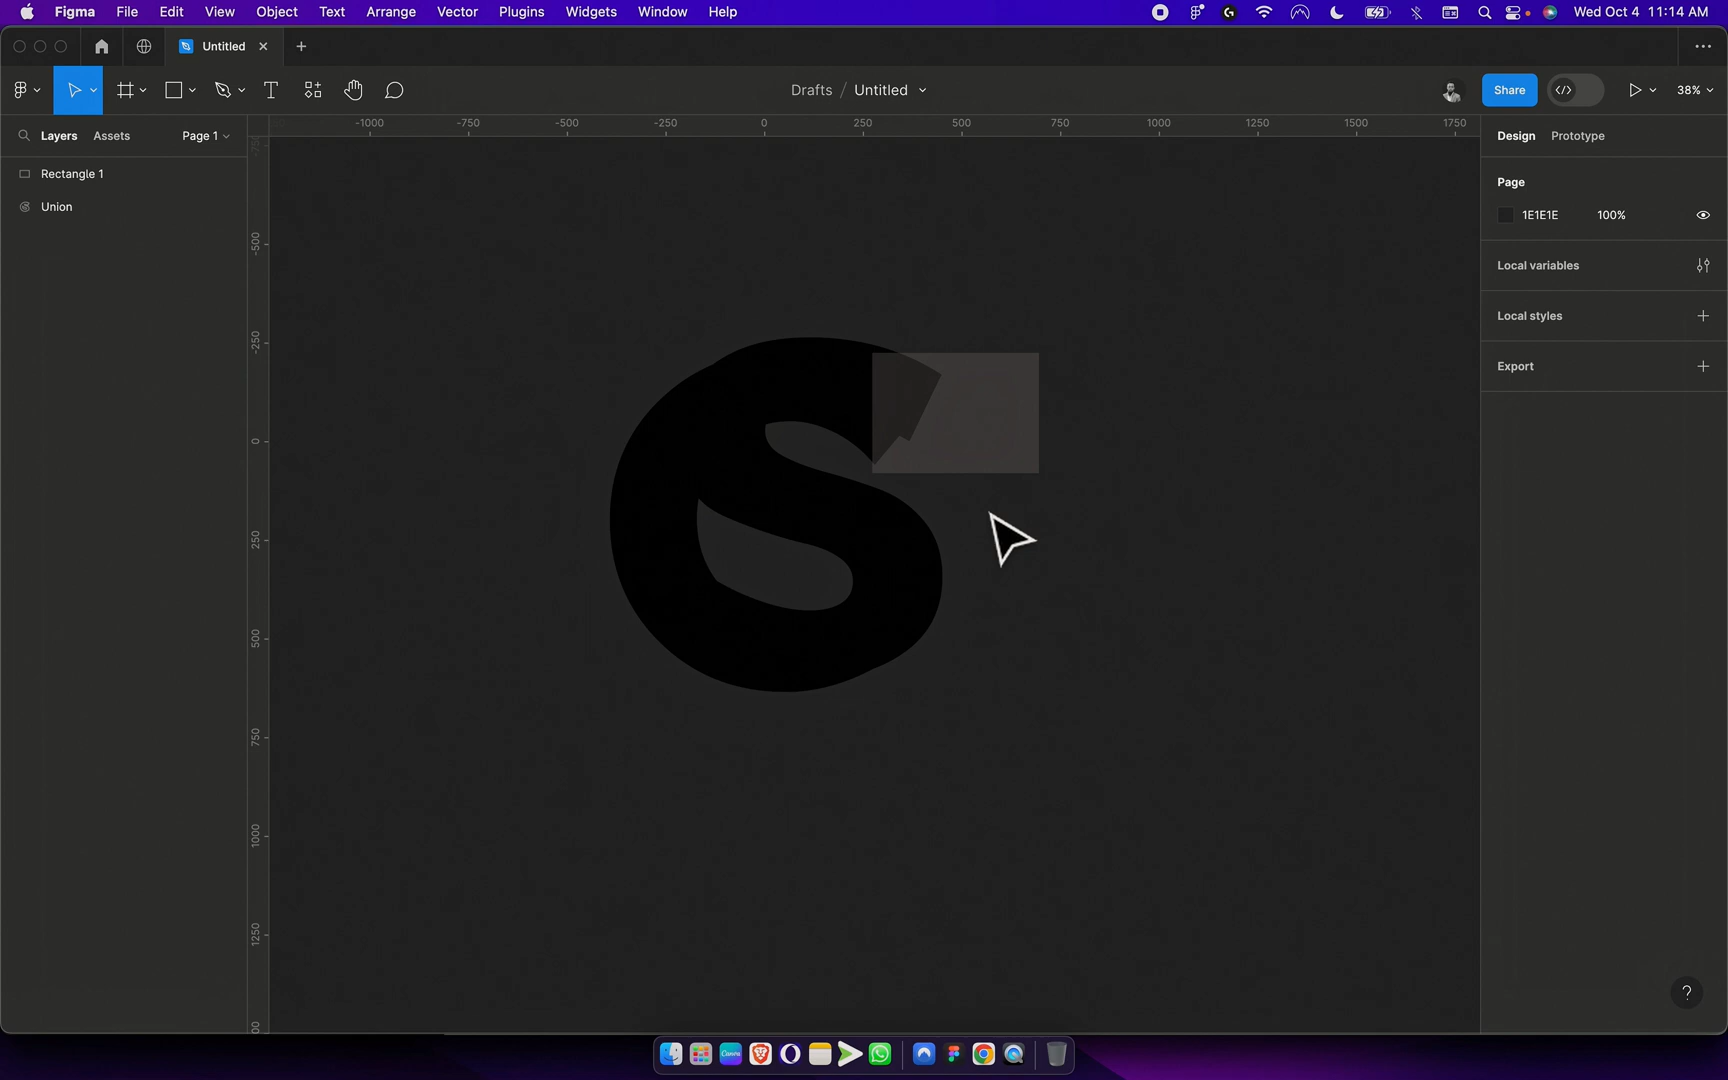 Figma File Edit View Object Text Arrange Vector Plugins Widgets Window Help Wed Oct 4 11:14 AM
Untitled
Drafts / Untitled Share 38%
Layers Assets Page 1
-1000 -750 -500 -250 0 250 500 750 1000 1250 1500 1750
Design Prototype
Rectangle 1
Page
Union
1E1E1E 100%
-500
Local variables
Local styles
-250
Export
0
250
500
750
1000
1250
?
Canva